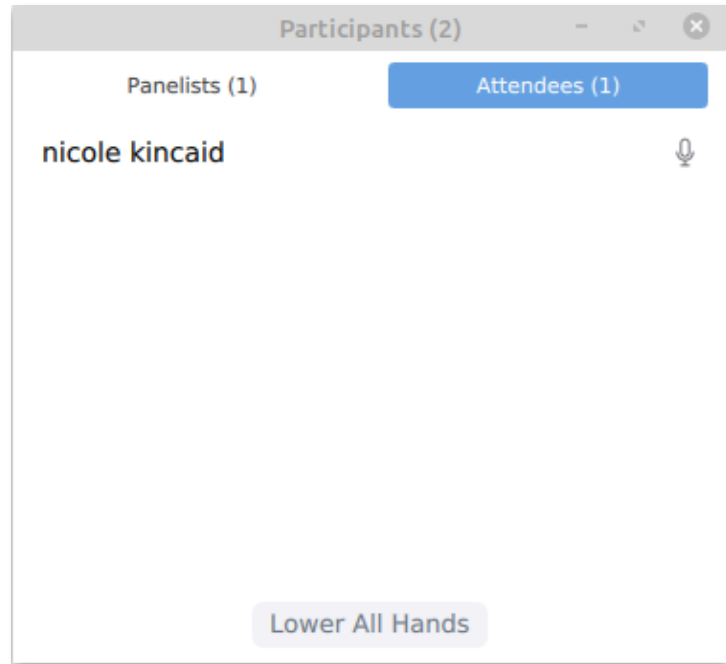 Participants (2)
Panelists (1) Attendees (1)
nicole kincaid
Lower All Hands